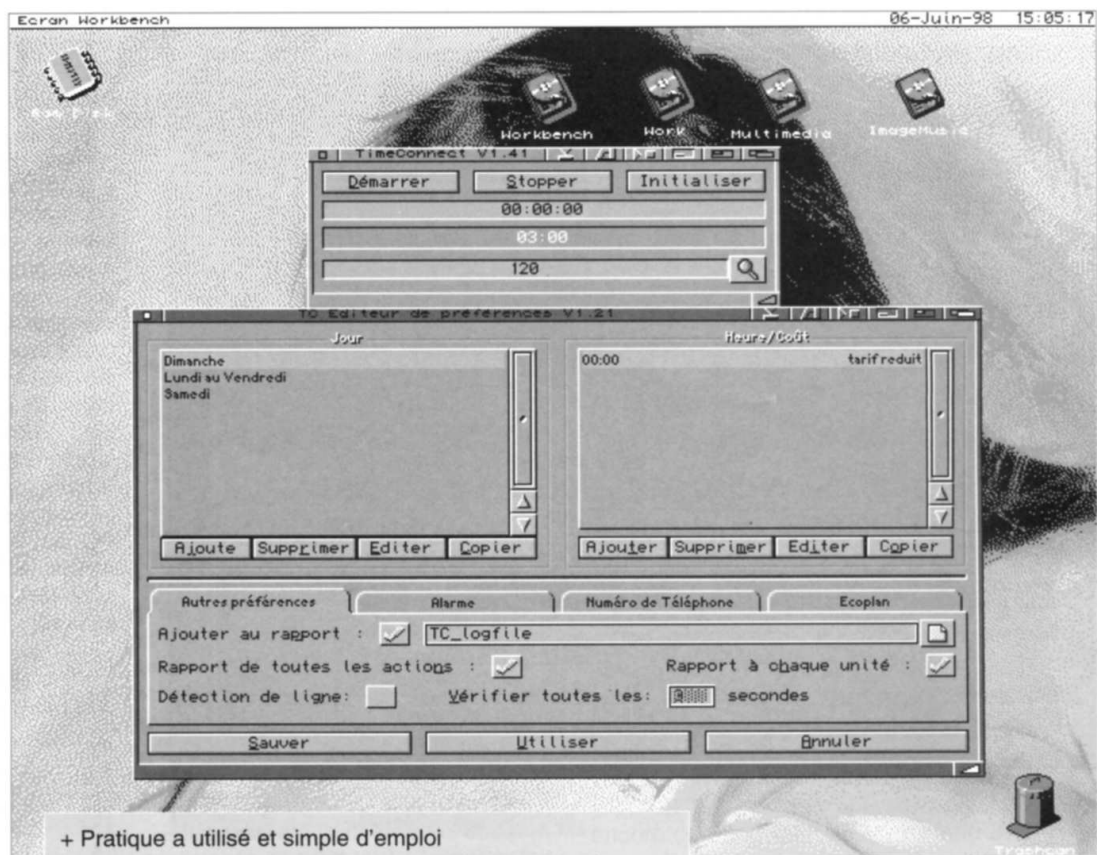 Ecran Workbench 06-Juin-98 15:05:17
Ram Disk
Workbench Work Multimedia ImageMusic
TimeConnect V1.41
Démarrer Stopper Initialiser
00:00:00
03:00
120
TC Editeur de préférences V1.21
Jour Heure/Coût
Dimanche 00:00 tarif reduit
Lundi au Vendredi
Samedi
Ajoute Supprimer Editer Copier Ajouter Supprimer Editer Copier
Autres préférences Alarme Numéro de Téléphone Ecoplan
Ajouter au rapport : TC_logfile
Rapport de toutes les actions : Rapport à chaque unité :
Détection de ligne: Vérifier toutes les: secondes
Sauver Utiliser Annuler
Trashcan
+ Pratique a utilisé et simple d'emploi